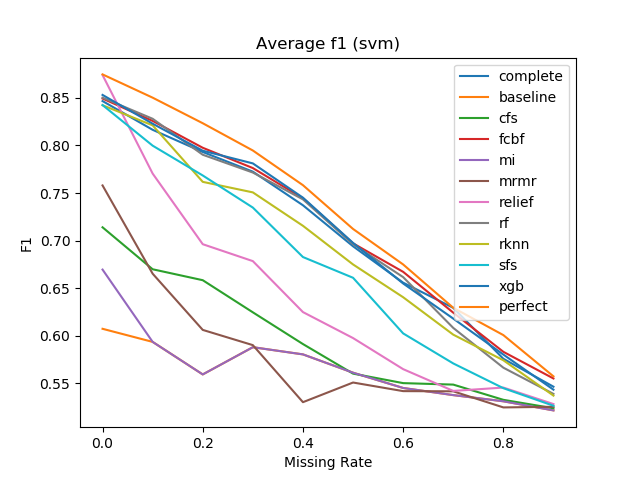 Average f1 (svm)
complete
baseline
cfs
fcbf
mi
mrmr
relief
rf
rknn
sfs
xgb
perfect
0.85
0.80
0.75
0.70
0.65
0.60
0.55
F1
0.0 0.2 0.4 0.6 0.8
Missing Rate